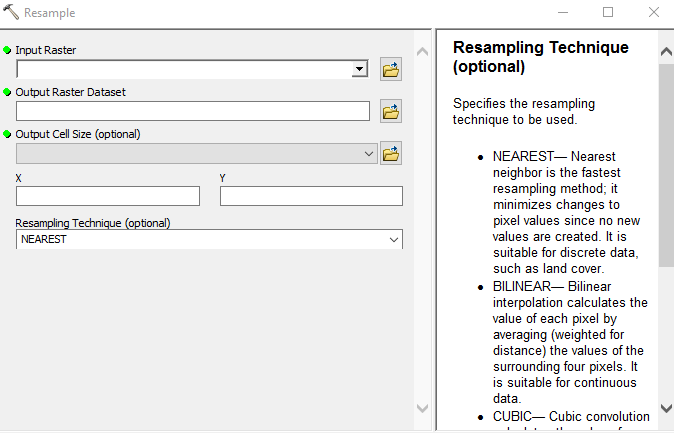 Resample
Input Raster
Output Raster Dataset
Output Cell Size (optional)
X
Y
Resampling Technique (optional)
NEAREST
Resampling Technique
(optional)
Specifies the resampling
technique to be used.
• NEAREST— Nearest
neighbor is the fastest
resampling method; it
minimizes changes to
pixel values since no new
values are created. It is
suitable for discrete data,
such as land cover.
• BILINEAR— Bilinear
interpolation calculates the
value of each pixel by
averaging (weighted for
distance) the values of the
surrounding four pixels. It
is suitable for continuous
data.
• CUBIC— Cubic convolution